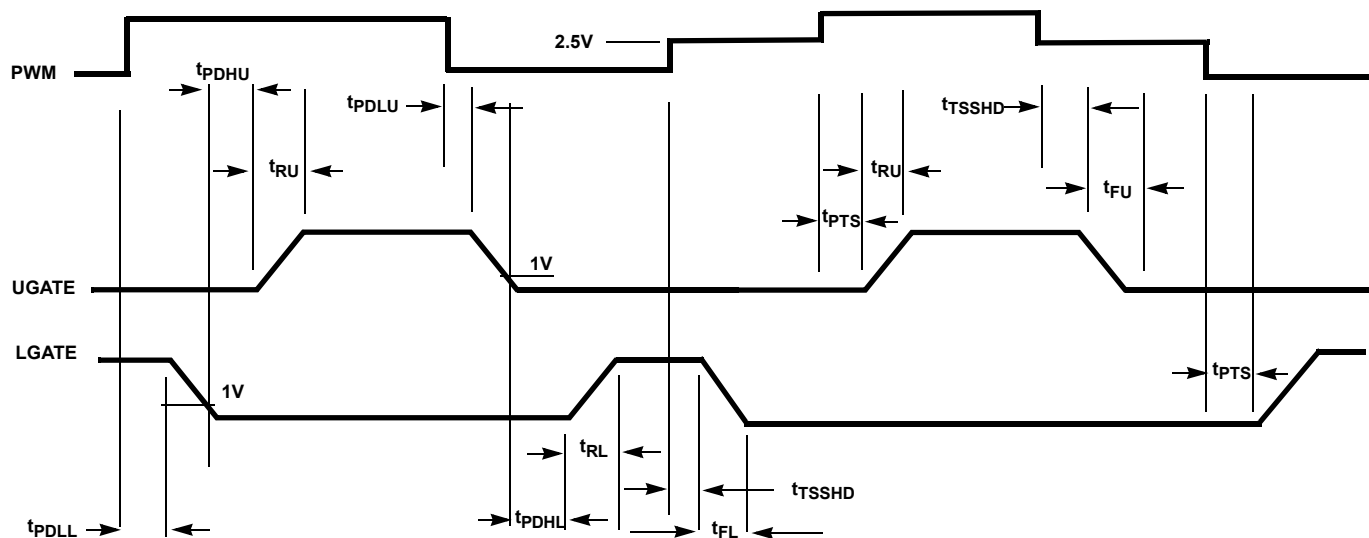 2.5V
PWM
tPDHU
tPDLU
tTSSHD
tRU
tRU
tFU
tPTS
1V
UGATE
LGATE
1V
tPTS
tRL
tTSSHD
tPDLL
tPDHL
tFL